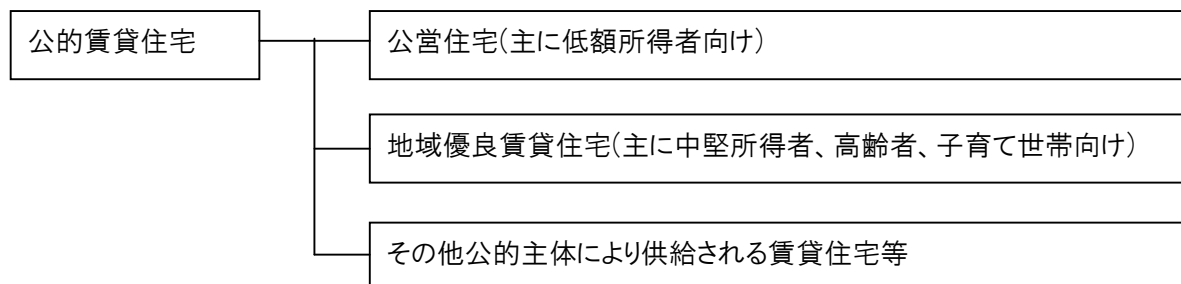 公的賃貸住宅
公営住宅(主に低額所得者向け)
地域優良賃貸住宅(主に中堅所得者、高齢者、子育て世帯向け)
その他公的主体により供給される賃貸住宅等